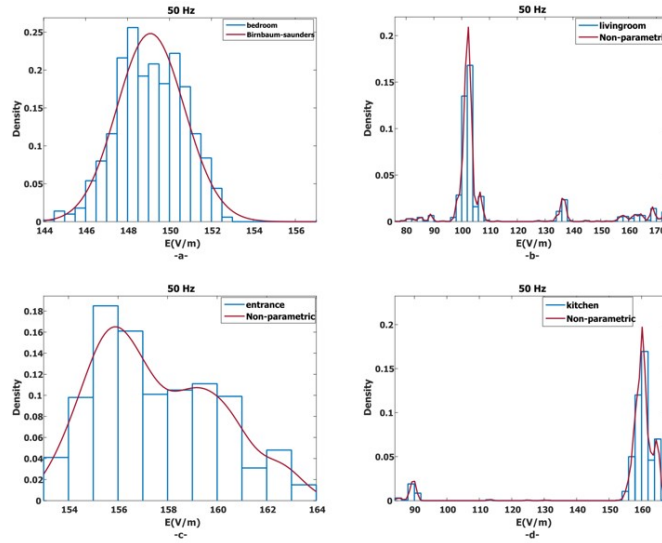 50 Hz
bedroom
Birnbaum-saunders
Density
0.25
0.2
0.15
0.1
0.05
0
144 146 148 150 152 154 156
E(V/m)
-a-
50 Hz
livingroom
Non-parametric
Density
0.2
0.15
0.1
0.05
0
80 90 100 110 120 130 140 150 160 170
E(V/m)
-b-
50 Hz
entrance
Non-parametric
Density
0.18
0.16
0.14
0.12
0.1
0.08
0.06
0.04
0.02
0
154 156 158 160 162 164
E(V/m)
-c-
50 Hz
kitchen
Non-parametric
Density
0.2
0.15
0.1
0.05
0
90 100 110 120 130 140 150 160
E(V/m)
-d-